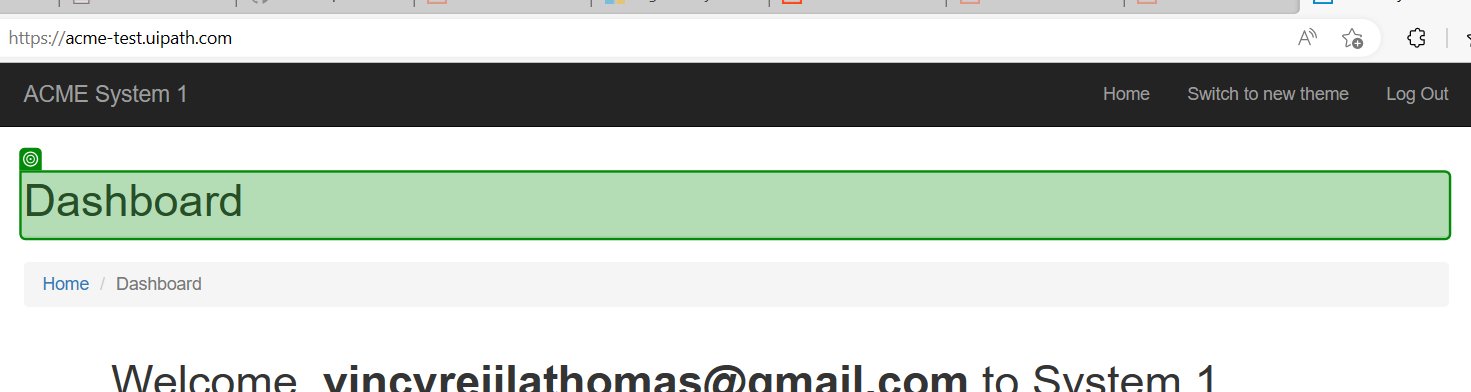 https://acme-test.uipath.com
ACME System 1 Home Switch to new theme Log Out
Dashboard
Home / Dashboard
Welcome, vincyrejilathomas@gmail.com to System 1